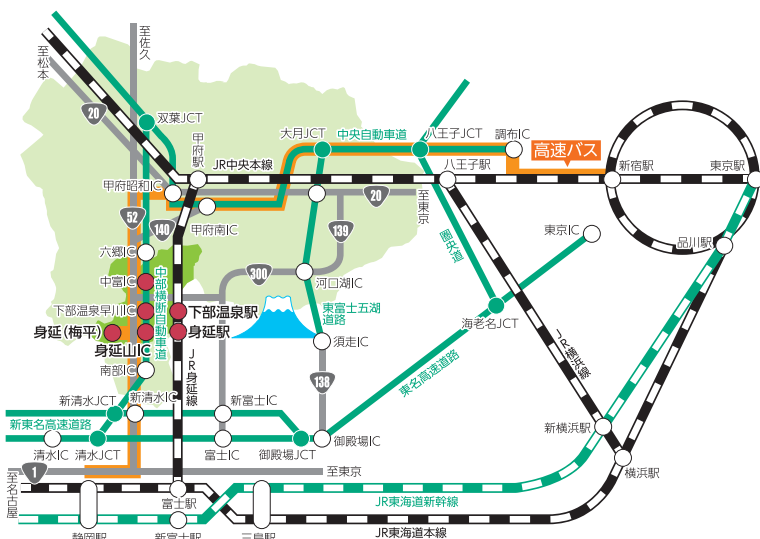 至佐久
至松本
20
双葉JCT
甲府駅
JR中央本線
大月JCT
中央自動車道
八王子JCT
調布IC
高速バス
八王子駅
新宿駅
東京駅
甲府昭和IC
52
140
甲府南IC
20
至東京
139
品川駅
東京IC
圏央道
六郷IC
中富IC
中部横断自動車道
300
河口湖IC
下部温泉早川IC
下部温泉駅
東富士五湖
道路
海老名JCT
身延(梅平)
身延駅
身延山IC
須走IC
南部IC
JR身延線
138
東名高速道路
JR横浜線
新清水JCT
新清水IC
新富士IC
新東名高速道路
新横浜駅
清水IC
清水JCT
富士IC
御殿場JCT
御殿場IC
横浜駅
1
至東京
至名古屋
富士駅
JR東海道新幹線
静岡駅
新富士駅
三島駅
JR東海道本線